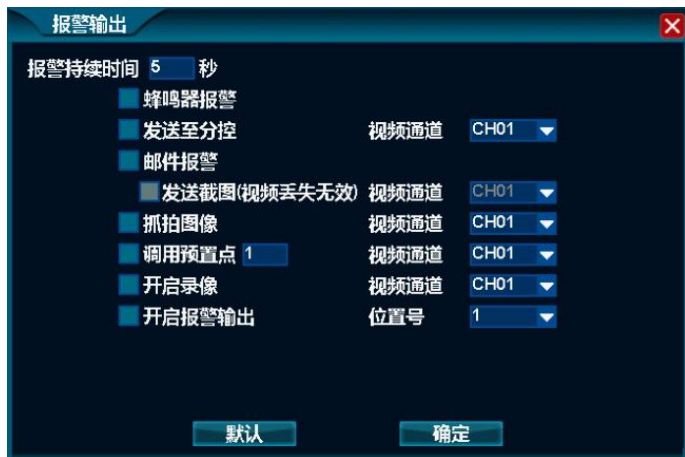 报警输出
报警持续时间 5 秒
蜂鸣器报警
发送至分控 视频通道 CH01
邮件报警
发送截图(视频丢失无效) 视频通道 CH01
抓拍图像 视频通道 CH01
调用预置点 1 视频通道 CH01
开启录像 视频通道 CH01
开启报警输出 位置号 1
默认 确定